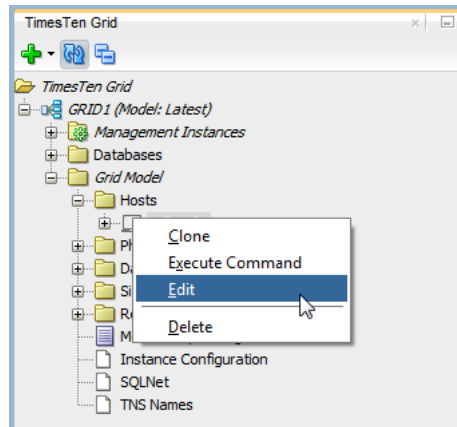 TimesTen Grid
TimesTen Grid
GRID1 (Model: Latest)
Management Instances
Databases
Grid Model
Hosts
Clone
Execute Command
Edit
Delete
Instance Configuration
SQLNet
TNS Names